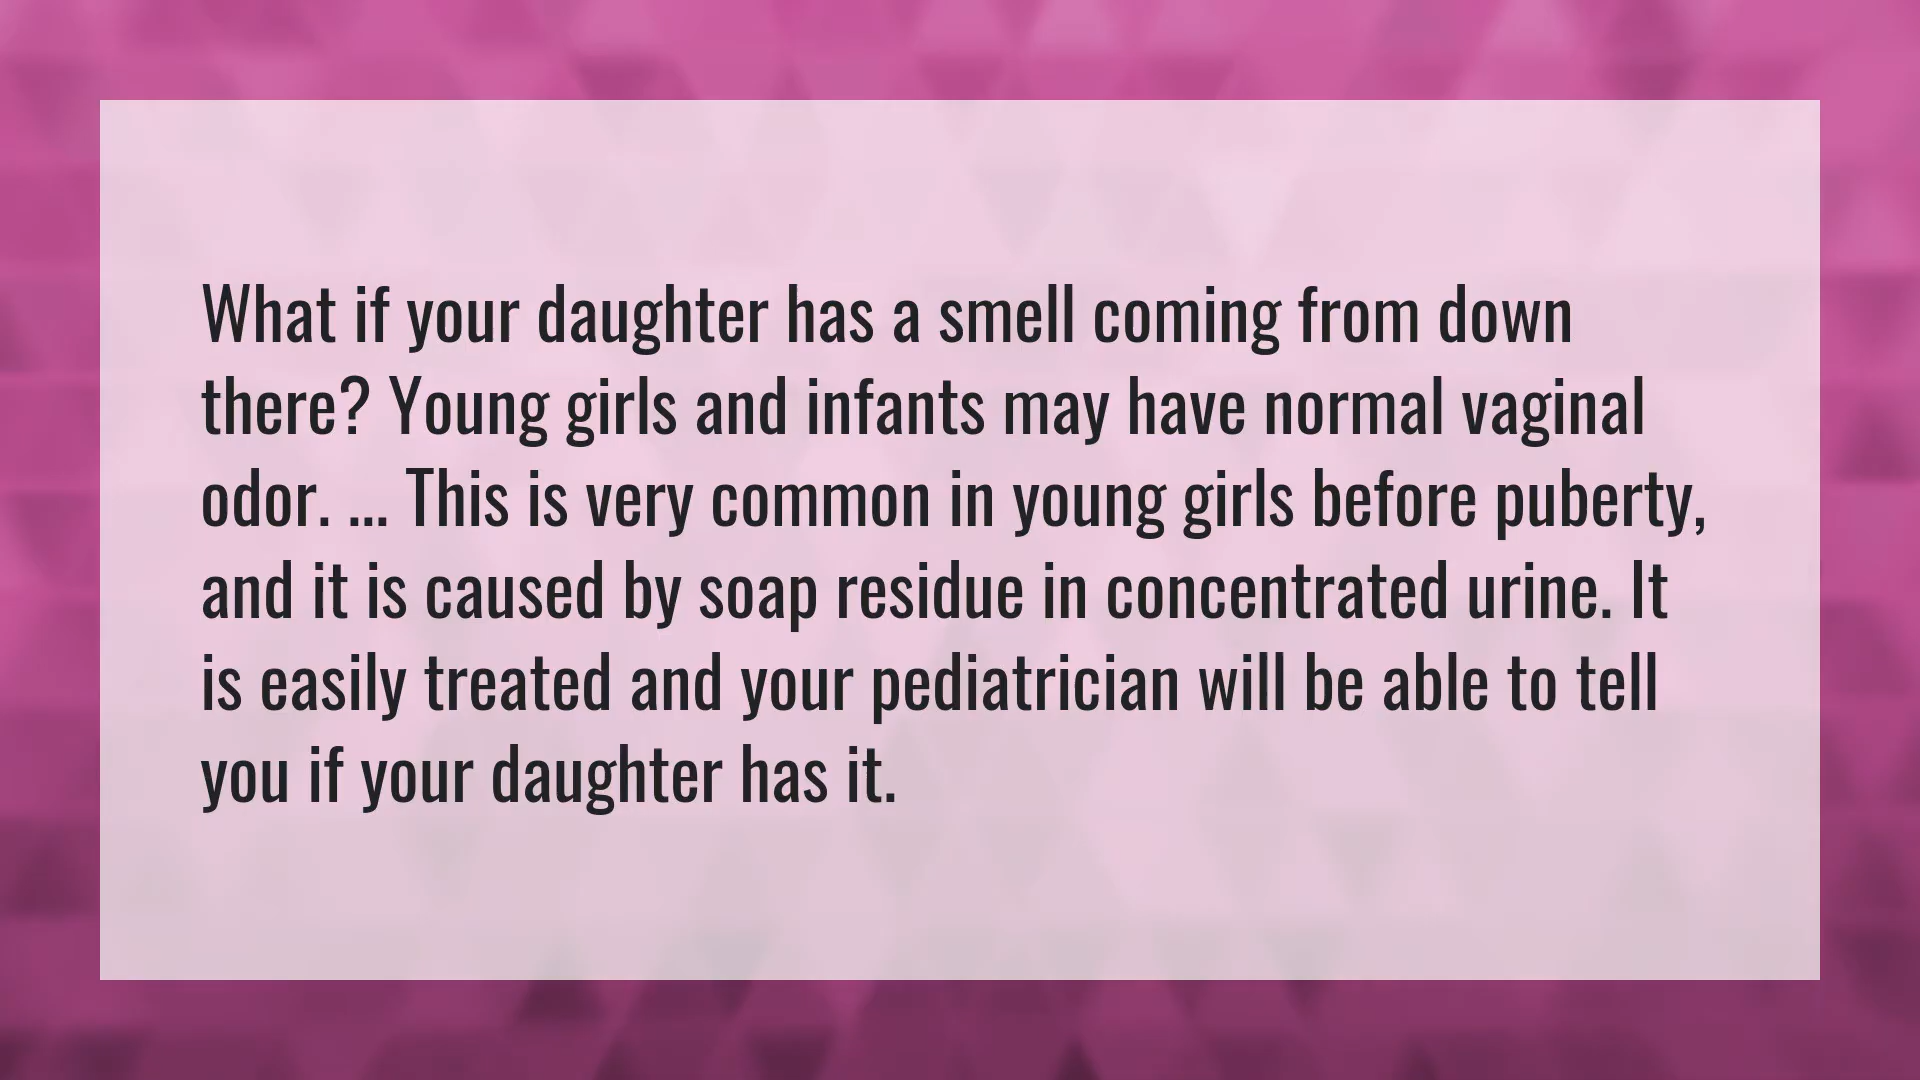 What if your daughter has a smell coming from down
there? Young girls and infants may have normal vaginal
odor. ... This is very common in young girls before puberty,
and it is caused by soap residue in concentrated urine. It
is easily treated and your pediatrician will be able to tell
you if your daughter has it.